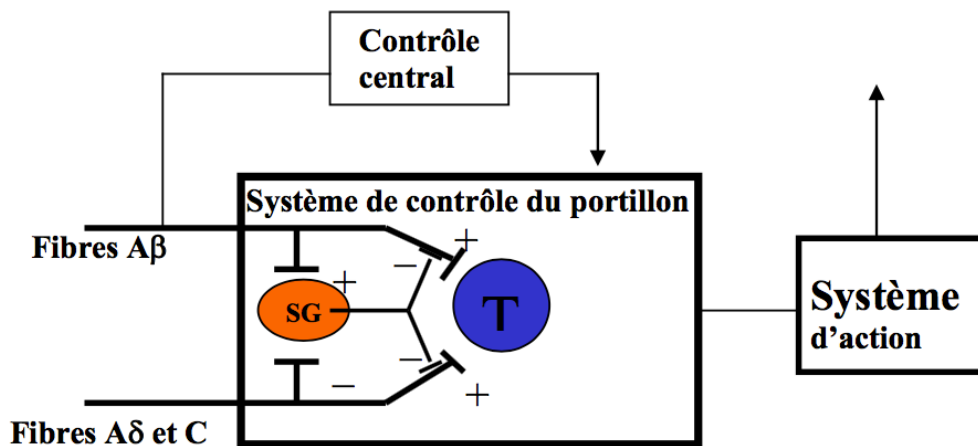 Contrôle
central
Système de contrôle du portillon
Fibres Aβ
+
−
+
SG
T
−
−
+
Fibres Aδ et C
Système
d’action